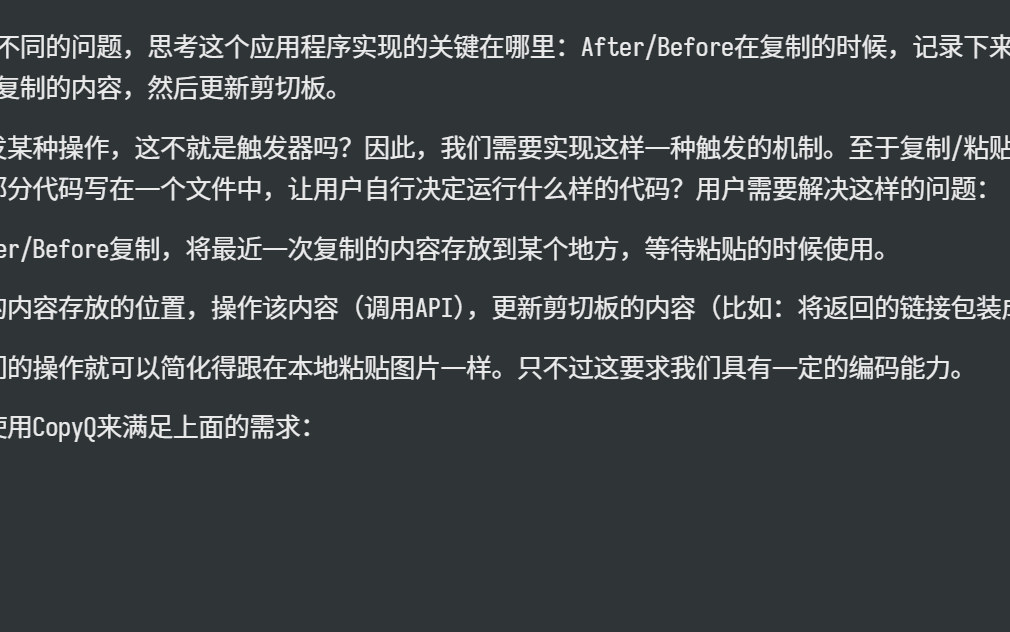 不同的问题，思考这个应用程序实现的关键在哪里：After/Before在复制的时候，记录下来
复制的内容，然后更新剪切板。
某种操作，这不就是触发器吗？因此，我们需要实现这样一种触发的机制。至于复制/粘贴
部分代码写在一个文件中，让用户自行决定运行什么样的代码？用户需要解决这样的问题：
er/Before复制，将最近一次复制的内容存放到某个地方，等待粘贴的时候使用。
的内容存放的位置，操作该内容（调用API），更新剪切板的内容（比如：将返回的链接包装成
的操作就可以简化得跟在本地粘贴图片一样。只不过这要求我们具有一定的编码能力。
使用CopyQ来满足上面的需求：